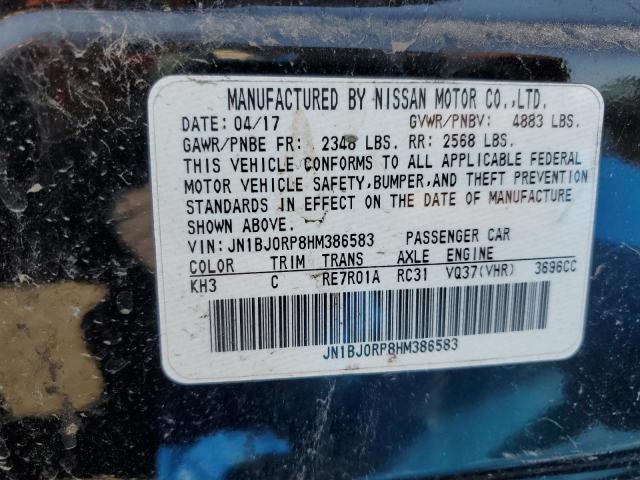 MANUFACTURED BY NISSAN MOTOR CO.,LTD.
DATE: 04/17 GVWR/PNBV: 4883 LBS.
GAWR/PNBE FR: 2348 LBS. RR: 2568 LBS.
THIS VEHICLE CONFORMS TO ALL APPLICABLE FEDERAL
MOTOR VEHICLE SAFETY,BUMPER,AND THEFT PREVENTION
STANDARDS IN EFFECT ON THE DATE OF MANUFACTURE
SHOWN ABOVE.
VIN: JN1BJ0RP8HM386583 PASSENGER CAR
COLOR TRIM TRANS AXLE ENGINE
KH3 C RE7R01A RC31 VQ37(VHR) 3696CC
JN1BJ0RP8HM386583